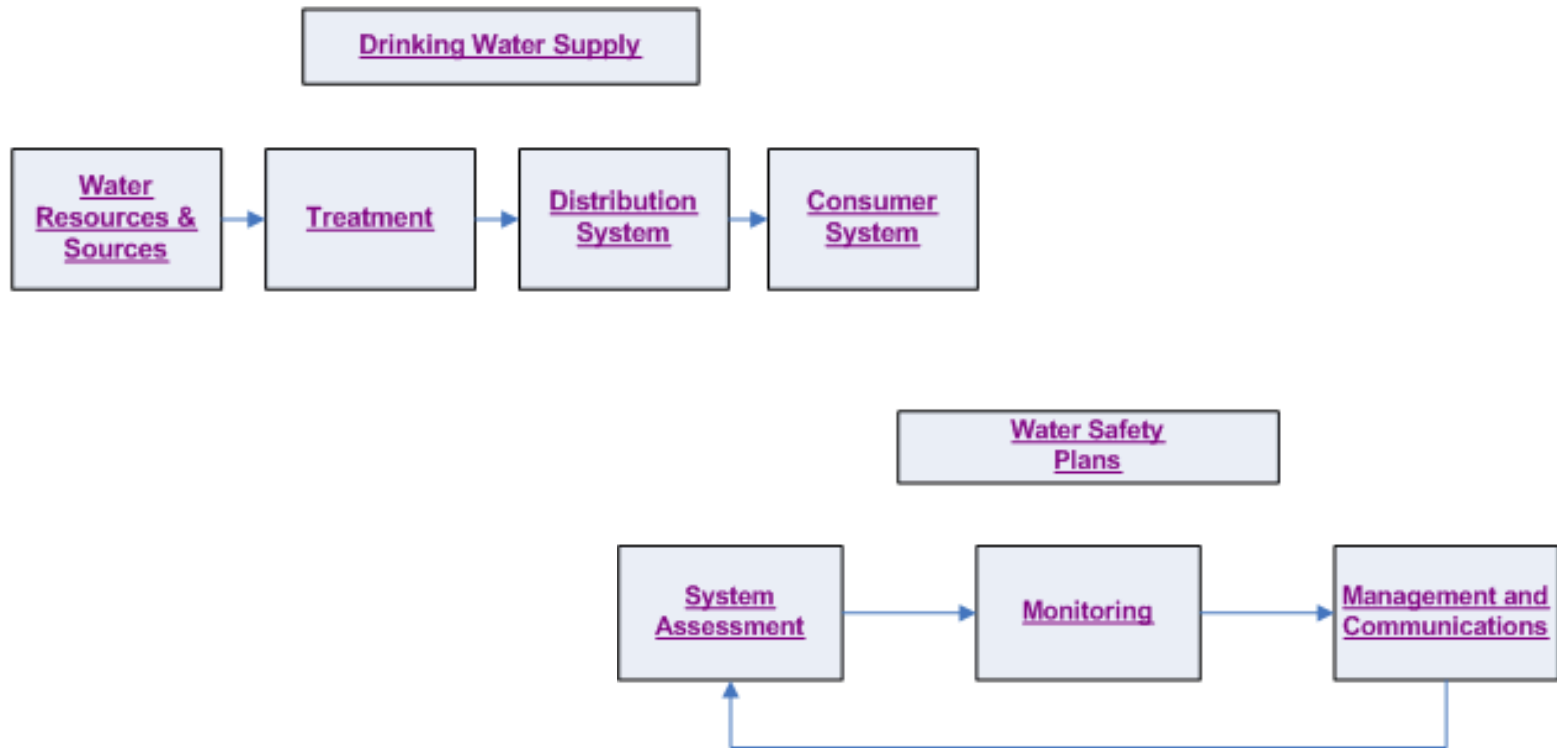 Drinking Water Supply
Water
Resources &
Sources
Treatment
Distribution
System
Consumer
System
Water Safety
Plans
System
Assessment
Monitoring
Management and
Communications